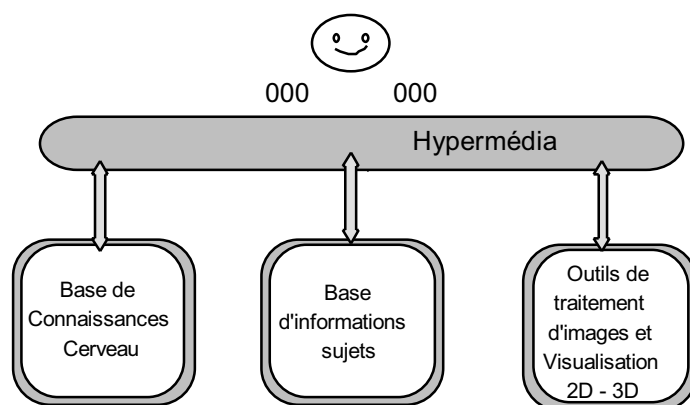 000 000
Hypermédia
Base de
Connaissances
Cerveau
Base
d'informations
sujets
Outils de
traitement
d'images et
Visualisation
2D - 3D